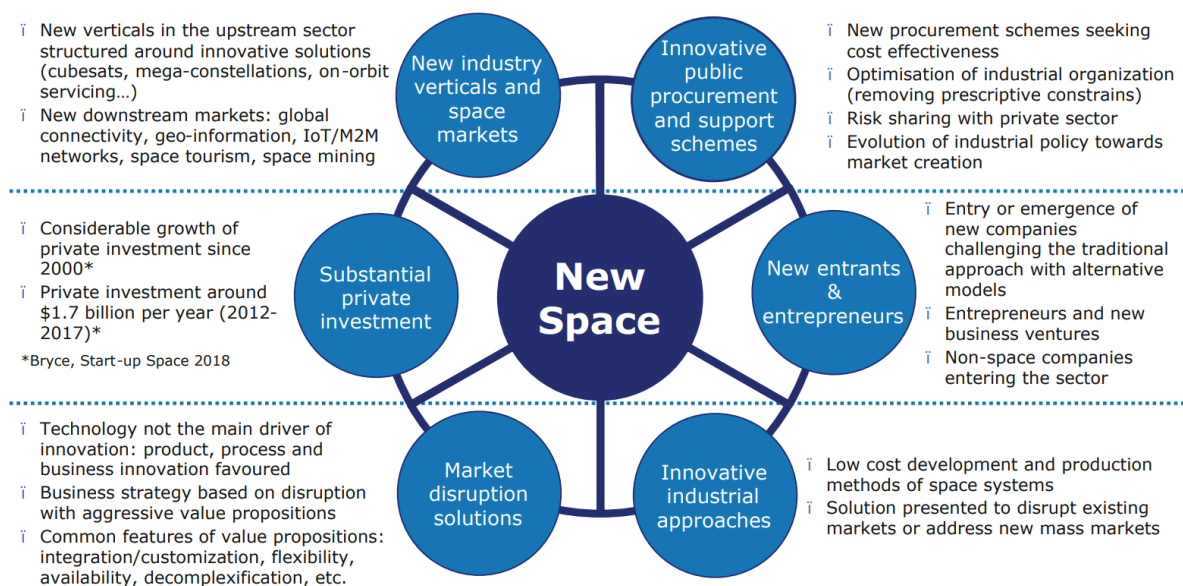 ï New verticals in the upstream sector
structured around innovative solutions
(cubesats, mega-constellations, on-orbit
servicing…)
ï New downstream markets: global
connectivity, geo-information, IoT/M2M
networks, space tourism, space mining
New industry
verticals and
space
markets
Innovative
public
procurement
and support
schemes
ï New procurement schemes seeking
cost effectiveness
ï Optimisation of industrial organization
(removing prescriptive constrains)
ï Risk sharing with private sector
ï Evolution of industrial policy towards
market creation
ï Considerable growth of
private investment since
2000*
ï Private investment around
$1.7 billion per year (2012-
2017)*
*Bryce, Start-up Space 2018
Substantial
private
investment
New
Space
New entrants
&
entrepreneurs
ï Entry or emergence of
new companies
challenging the traditional
approach with alternative
models
ï Entrepreneurs and new
business ventures
ï Non-space companies
entering the sector
ï Technology not the main driver of
innovation: product, process and
business innovation favoured
ï Business strategy based on disruption
with aggressive value propositions
ï Common features of value propositions:
integration/customization, flexibility,
availability, decomplexification, etc.
Market
disruption
solutions
Innovative
industrial
approaches
ï Low cost development and production
methods of space systems
ï Solution presented to disrupt existing
markets or address new mass markets